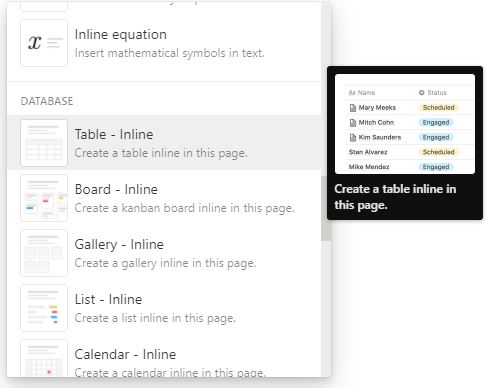 x
Inline equation
Insert mathematical symbols in text.
DATABASE
Table - Inline
Create a table inline in this page.
Board - Inline
Create a kanban board inline in this page.
Gallery - Inline
Create a gallery inline in this page.
List - Inline
Create a list inline in this page.
Calendar - Inline
Create a calendar inline in this page.
Aa Name Status
Mary Meeks Scheduled
Mitch Cohn Engaged
Kim Saunders Engaged
Stan Alvarez Scheduled
Mike Mendez Engaged
Create a table inline in
this page.